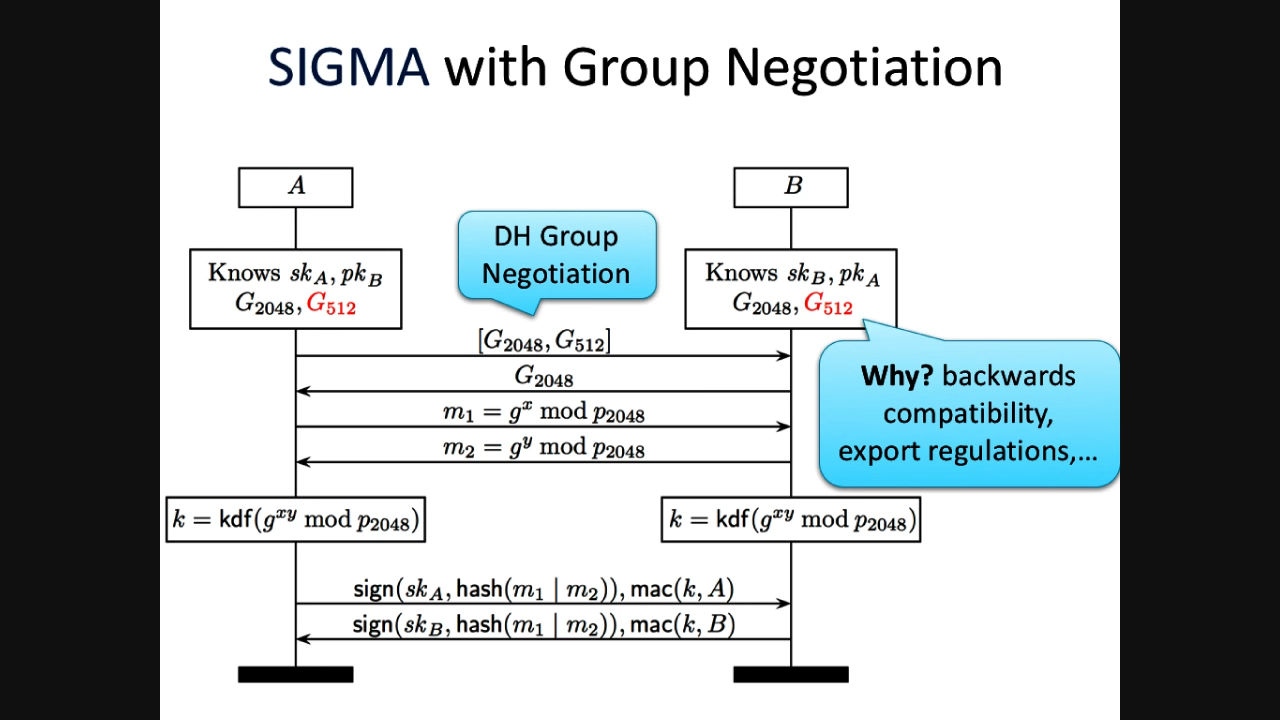 SIGMA with Group Negotiation
A
B
DH Group
Negotiation
Knows sk_A, pk_B
G_2048, G_512
Knows sk_B, pk_A
G_2048, G_512
[G_2048, G_512]
G_2048
m_1 = g^x mod p_2048
m_2 = g^y mod p_2048
Why? backwards
compatibility,
export regulations,...
k = kdf(g^xy mod p_2048)
k = kdf(g^xy mod p_2048)
sign(sk_A, hash(m_1 | m_2)), mac(k, A)
sign(sk_B, hash(m_1 | m_2)), mac(k, B)